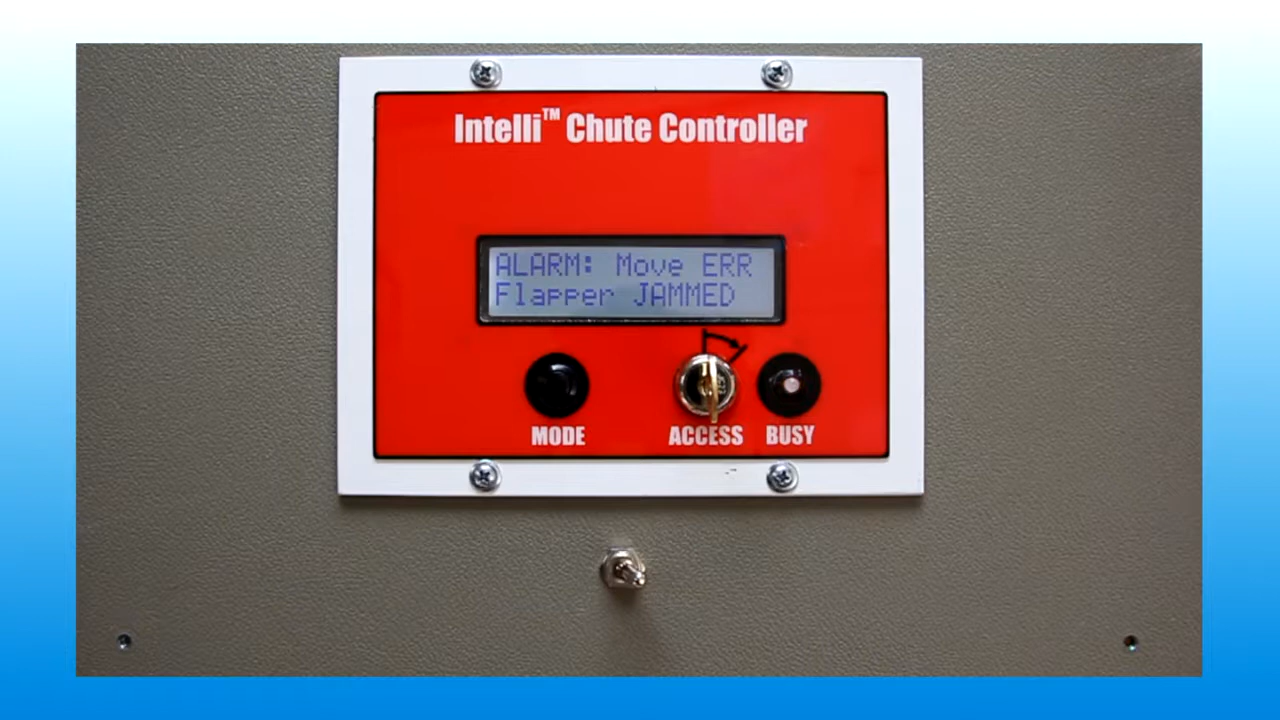 Intelli™ Chute Controller
ALARM: Move ERR
Flapper JAMMED
MODE
ACCESS
BUSY